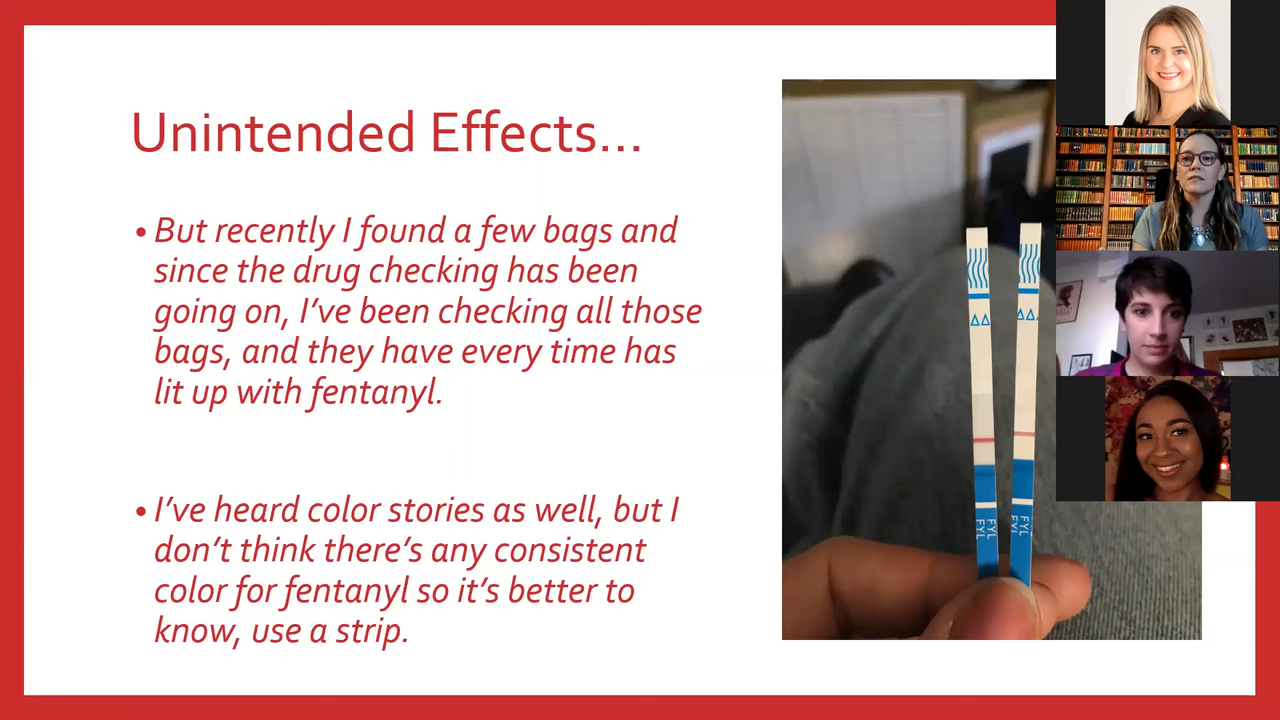 Unintended Effects...
• But recently I found a few bags and
since the drug checking has been
going on, I've been checking all those
bags, and they have every time has
lit up with fentanyl.
• I've heard color stories as well, but I
don't think there's any consistent
color for fentanyl so it's better to
know, use a strip.
FYL
FYL
FYL
FYL